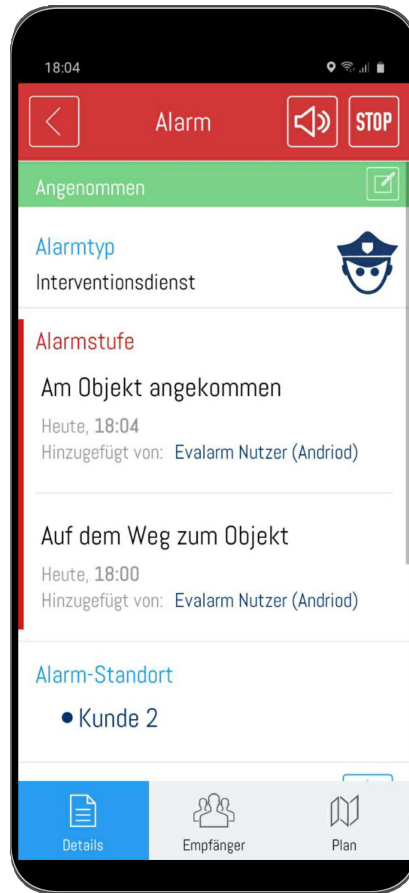 18:04
Alarm
STOP
Angenommen
Alarmtyp
Interventionsdienst
Alarmstufe
Am Objekt angekommen
Heute, 18:04
Hinzugefügt von: Evalarm Nutzer (Andriod)
Auf dem Weg zum Objekt
Heute, 18:00
Hinzugefügt von: Evalarm Nutzer (Andriod)
Alarm-Standort
• Kunde 2
Details
Empfänger
Plan